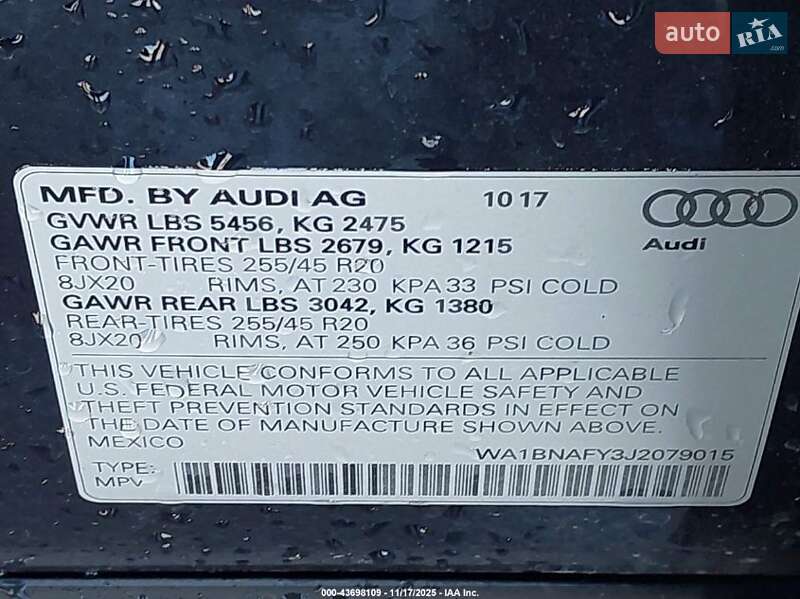 auto RIA
.com
MFD. BY AUDI AG 10 17
GVWR LBS 5456, KG 2475
GAWR FRONT LBS 2679, KG 1215
Audi
FRONT-TIRES 255/45 R20
8JX20 RIMS, AT 230 KPA 33 PSI COLD
GAWR REAR LBS 3042, KG 1380
REAR-TIRES 255/45 R20
8JX20 RIMS, AT 250 KPA 36 PSI COLD
THIS VEHICLE CONFORMS TO ALL APPLICABLE
U.S. FEDERAL MOTOR VEHICLE SAFETY AND
THEFT PREVENTION STANDARDS IN EFFECT ON
THE DATE OF MANUFACTURE SHOWN ABOVE.
MEXICO
WA1BNAFY3J2079015
TYPE:
MPV
000-43698109 - 11/17/2025 - IAA Inc.